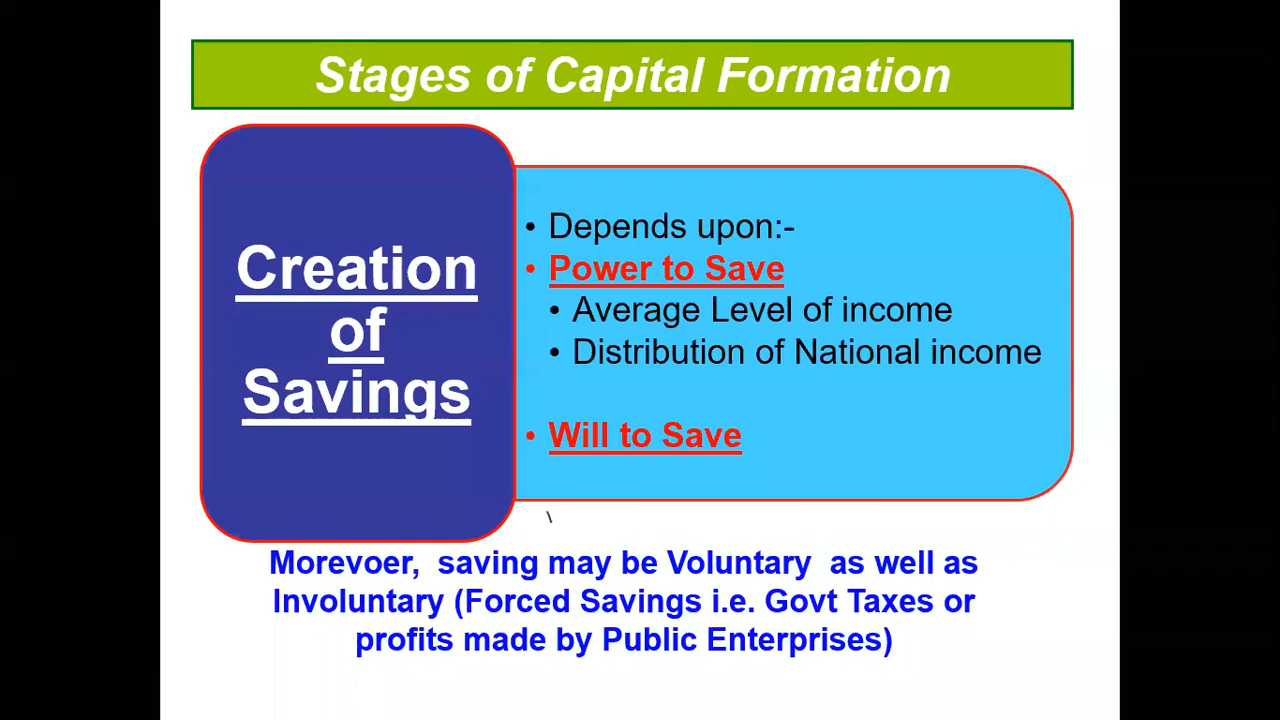 Stages of Capital Formation
Creation
of
Savings
• Depends upon:-
• Power to Save
• Average Level of income
• Distribution of National income
• Will to Save
Morevoer, saving may be Voluntary as well as
Involuntary (Forced Savings i.e. Govt Taxes or
profits made by Public Enterprises)